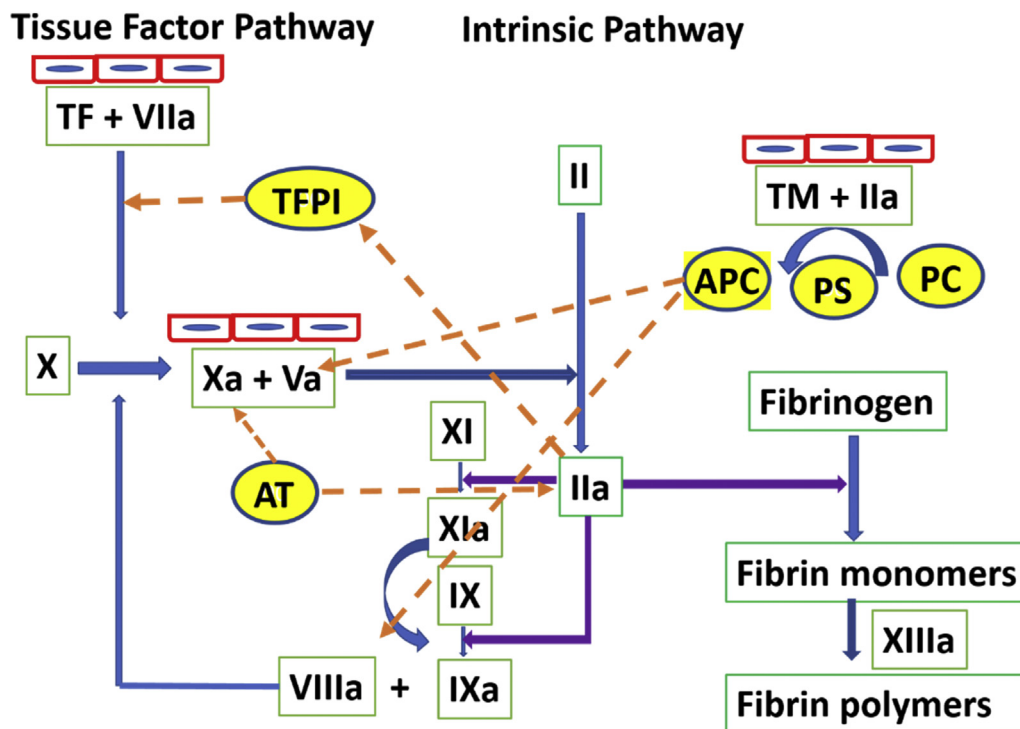 Tissue Factor Pathway
Intrinsic Pathway
TF + VIIa
TFPI
II
TM + IIa
APC
PS
PC
X
Xa + Va
Fibrinogen
XI
AT
IIa
XIa
IX
Fibrin monomers
XIIIa
VIIIa + IXa
Fibrin polymers